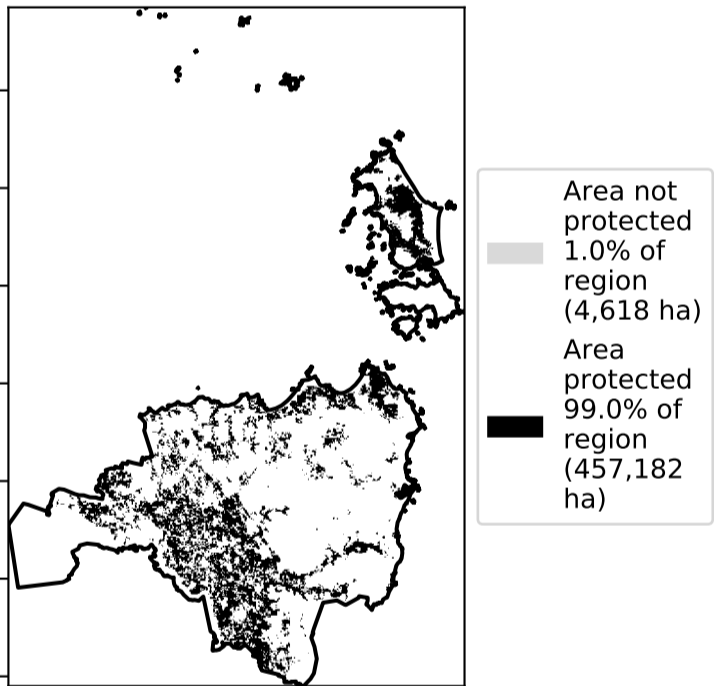 Area not
protected
1.0% of
region
(4,618 ha)
Area
protected
99.0% of
region
(457,182
ha)